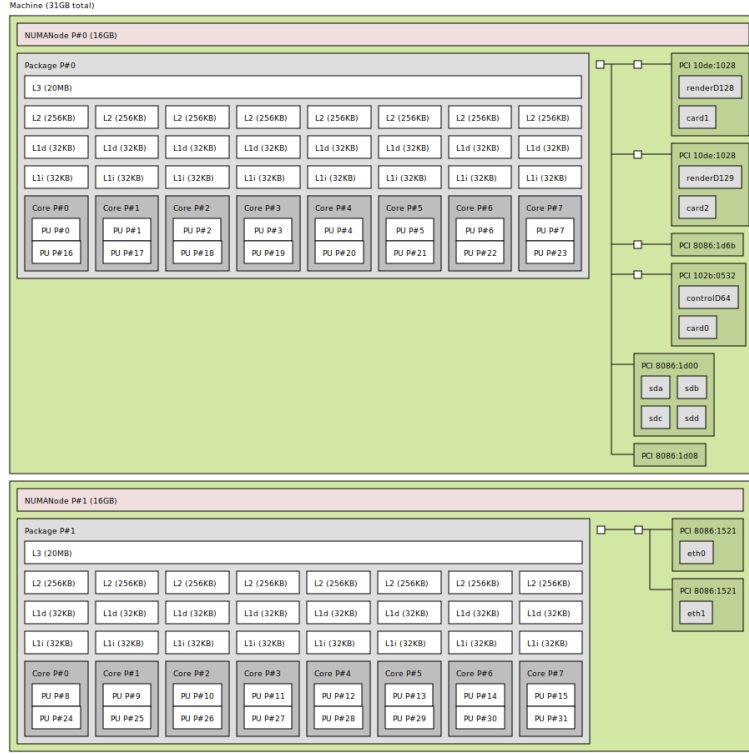 Machine (31GB total)
NUMANode P#0 (16GB)
Package P#0
L3 (20MB)
L2 (256KB) L2 (256KB) L2 (256KB) L2 (256KB) L2 (256KB) L2 (256KB) L2 (256KB) L2 (256KB)
L1d (32KB) L1d (32KB) L1d (32KB) L1d (32KB) L1d (32KB) L1d (32KB) L1d (32KB) L1d (32KB)
L1i (32KB) L1i (32KB) L1i (32KB) L1i (32KB) L1i (32KB) L1i (32KB) L1i (32KB) L1i (32KB)
Core P#0 Core P#1 Core P#2 Core P#3 Core P#4 Core P#5 Core P#6 Core P#7
PU P#0 PU P#1 PU P#2 PU P#3 PU P#4 PU P#5 PU P#6 PU P#7
PU P#16 PU P#17 PU P#18 PU P#19 PU P#20 PU P#21 PU P#22 PU P#23
PCI 10de:1028
renderD128
card1
PCI 10de:1028
renderD129
card2
PCI 8086:1d6b
PCI 102b:0532
controlD64
card0
PCI 8086:1d00
sda sdb
sdc sdd
PCI 8086:1d08
NUMANode P#1 (16GB)
Package P#1
L3 (20MB)
L2 (256KB) L2 (256KB) L2 (256KB) L2 (256KB) L2 (256KB) L2 (256KB) L2 (256KB) L2 (256KB)
L1d (32KB) L1d (32KB) L1d (32KB) L1d (32KB) L1d (32KB) L1d (32KB) L1d (32KB) L1d (32KB)
L1i (32KB) L1i (32KB) L1i (32KB) L1i (32KB) L1i (32KB) L1i (32KB) L1i (32KB) L1i (32KB)
Core P#0 Core P#1 Core P#2 Core P#3 Core P#4 Core P#5 Core P#6 Core P#7
PU P#8 PU P#9 PU P#10 PU P#11 PU P#12 PU P#13 PU P#14 PU P#15
PU P#24 PU P#25 PU P#26 PU P#27 PU P#28 PU P#29 PU P#30 PU P#31
PCI 8086:1521
eth0
PCI 8086:1521
eth1